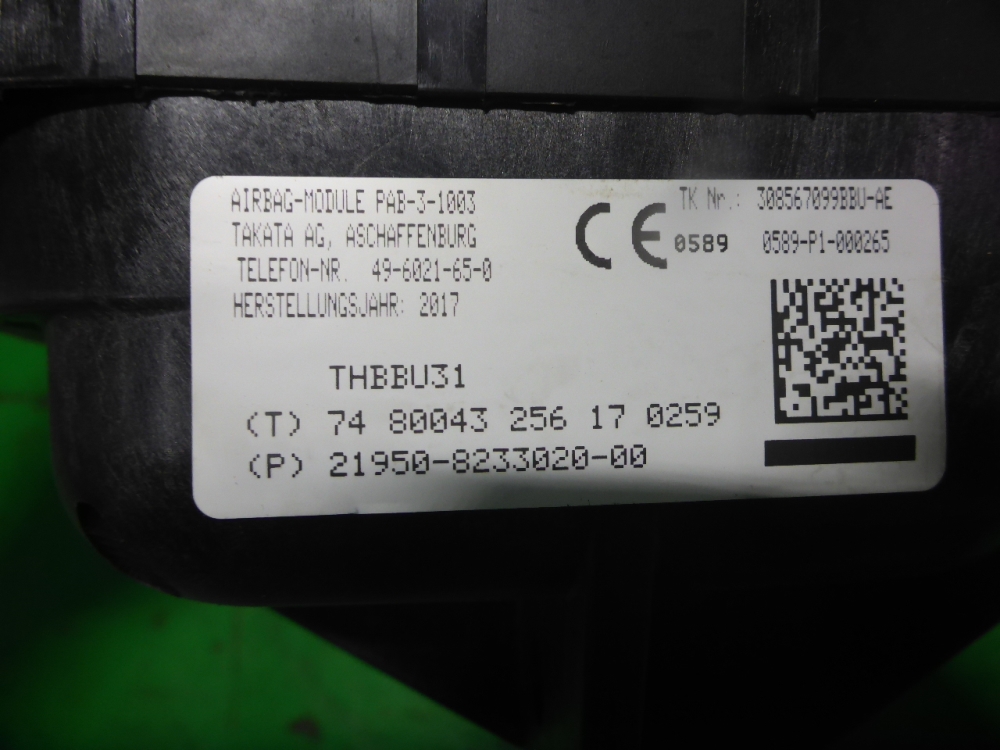 AIRBAG-MODULE PAB-3-1003
TAKATA AG, ASCHAFFENBURG
TELEFON-NR. 49-6021-65-0
HERSTELLUNGSJAHR: 2017
CE 0589
TK Nr.: 308567099BBU-AE
0589-P1-000265
THBBU31
(T) 74 80043 256 17 0259
(P) 21950-8233020-00